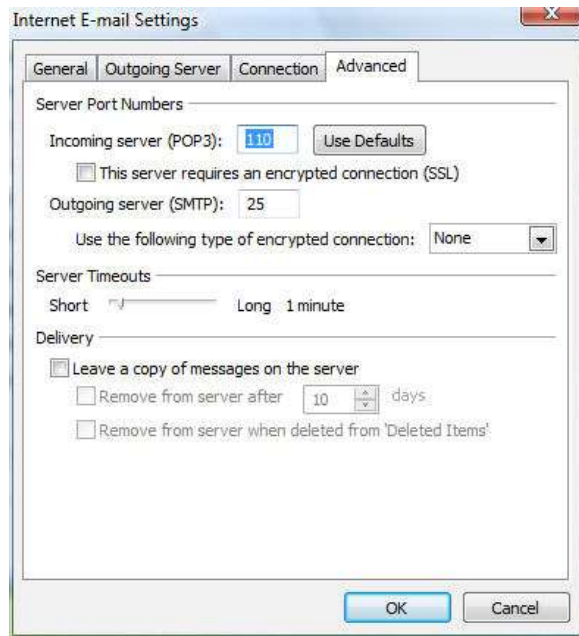 Internet E-mail Settings
General Outgoing Server Connection Advanced
Server Port Numbers
Incoming server (POP3): 110 Use Defaults
This server requires an encrypted connection (SSL)
Outgoing server (SMTP): 25
Use the following type of encrypted connection: None
Server Timeouts
Short Long 1 minute
Delivery
Leave a copy of messages on the server
Remove from server after 10 days
Remove from server when deleted from 'Deleted Items'
OK Cancel